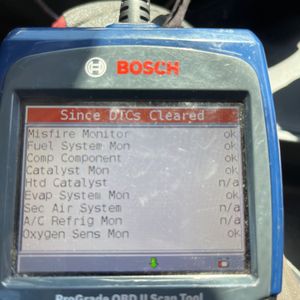 BOSCH
Since DTCs Cleared
Misfire Monitor ok
Fuel System Mon ok
Comp Component ok
Catalyst Mon ok
Htd Catalyst n/a
Evap System Mon ok
Sec Air System n/a
A/C Refrig Mon n/a
Oxygen Sens Mon ok
ProGrade OBD II Scan Tool